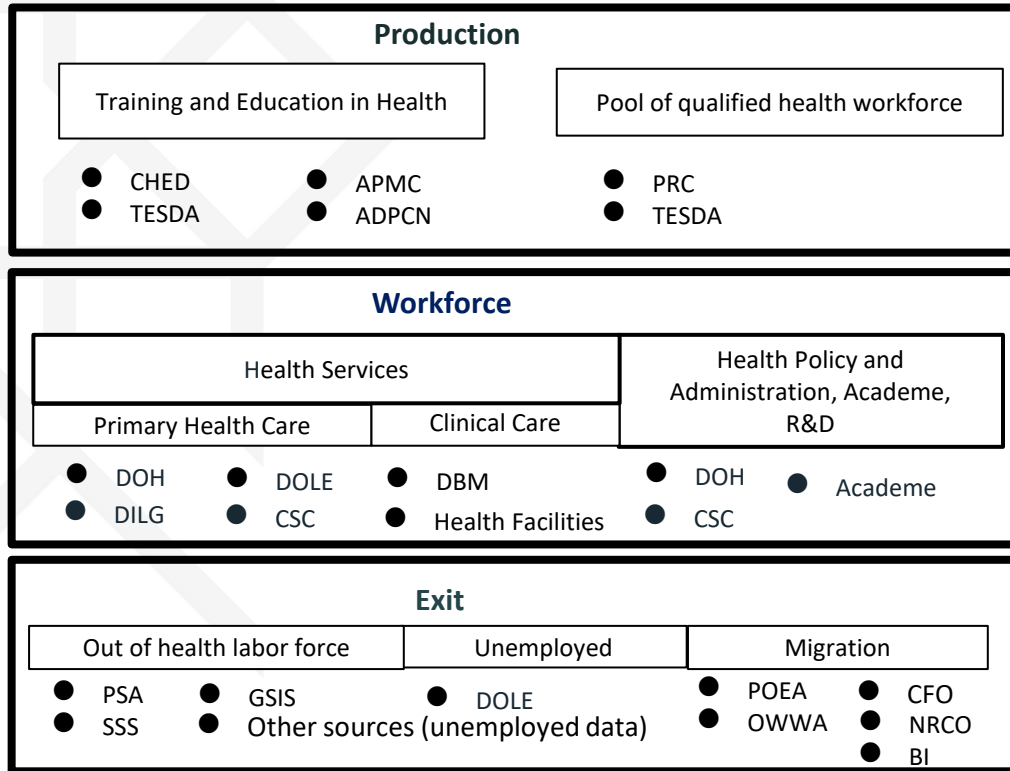 Production
Training and Education in Health
Pool of qualified health workforce
CHED
TESDA
APMC
ADPCN
PRC
TESDA
Workforce
Health Services
Health Policy and
Administration, Academe,
R&D
Primary Health Care
Clinical Care
DOH
DILG
DOLE
CSC
DBM
Health Facilities
DOH
CSC
Academe
Exit
Out of health labor force
Unemployed
Migration
PSA
SSS
GSIS
Other sources (unemployed data)
DOLE
POEA
OWWA
CFO
NRCO
BI